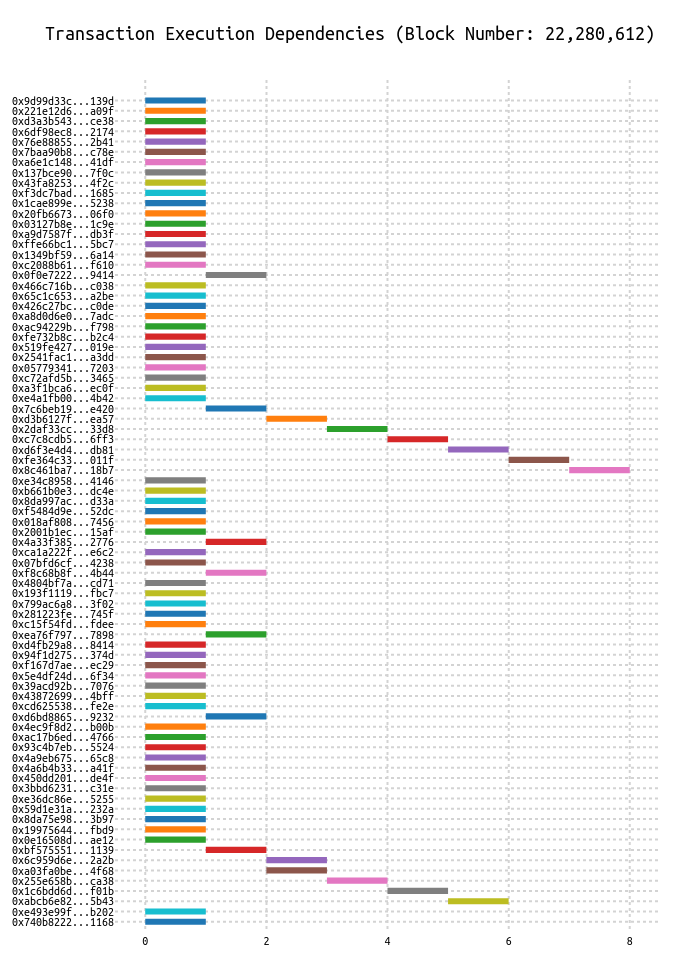 Transaction Execution Dependencies (Block Number: 22,280,612)
0x9d99d33c...139d
0x221e12d6...a09f
0xd3a3b543...ce38
0x6df98ec8...2174
0x76e88855...2b41
0x7baa90b8...c78e
0xa6e1c148...41df
0x137bce90...7f0c
0x43fa8253...4f2c
0xf3dc7bad...1685
0x1cae899e...5238
0x20fb6673...06f0
0x03127b8e...1c9e
0xa9d7587f...db3f
0xffe66bc1...5bc7
0x1349bf59...6a14
0xc2088b61...f610
0x0f0e7222...9414
0x466c716b...c038
0x65c1c653...a2be
0x426c27bc...c0de
0xa8d0d6e0...7adc
0xac94229b...f798
0xfe732b8c...b2c4
0x519fe427...019e
0x2541fac1...a3dd
0x05779341...7203
0xc72afd5b...3465
0xa3f1bca6...ec0f
0xe4a1fb00...4b42
0x7c6beb19...e420
0xd3b6127f...ea57
0x2daf33cc...33d8
0xc7c8cdb5...6ff3
0xd6f3e4d4...db81
0xfe364c33...011f
0x8c461ba7...18b7
0xe34c8958...4146
0xb661b0e3...dc4e
0x8da997ac...d33a
0xf5484d9e...52dc
0x018af808...7456
0x2001b1ec...15af
0x4a33f385...2776
0xca1a222f...e6c2
0x07bfd6cf...4238
0xf8c68b8f...4b44
0x4804bf7a...cd71
0x193f1119...fbc7
0x799ac6a8...3f02
0x281223fe...745f
0xc15f54fd...fdee
0xea76f797...7898
0xd4fb29a8...8414
0x94f1d275...374d
0xf167d7ae...ec29
0x5e4df24d...6f34
0x39acd92b...7076
0x43872699...4bff
0xcd625538...fe2e
0xd6bd8865...9232
0x4ec9f8d2...b00b
0xac17b6ed...4766
0x93c4b7eb...5524
0x4a9eb675...65c8
0x4a6b4b33...a41f
0x450dd201...de4f
0x3bbd6231...c31e
0xe36dc86e...5255
0x59d1e31a...232a
0x8da75e98...3b97
0x19975644...fbd9
0x0e16508d...ae12
0xbf575551...1139
0x6c959d6e...2a2b
0xa03fa0be...4f68
0x255e658b...ca38
0x1c6bdd6d...f01b
0xabcb6e82...5b43
0xe493e99f...b202
0x740b8222...1168
0 2 4 6 8